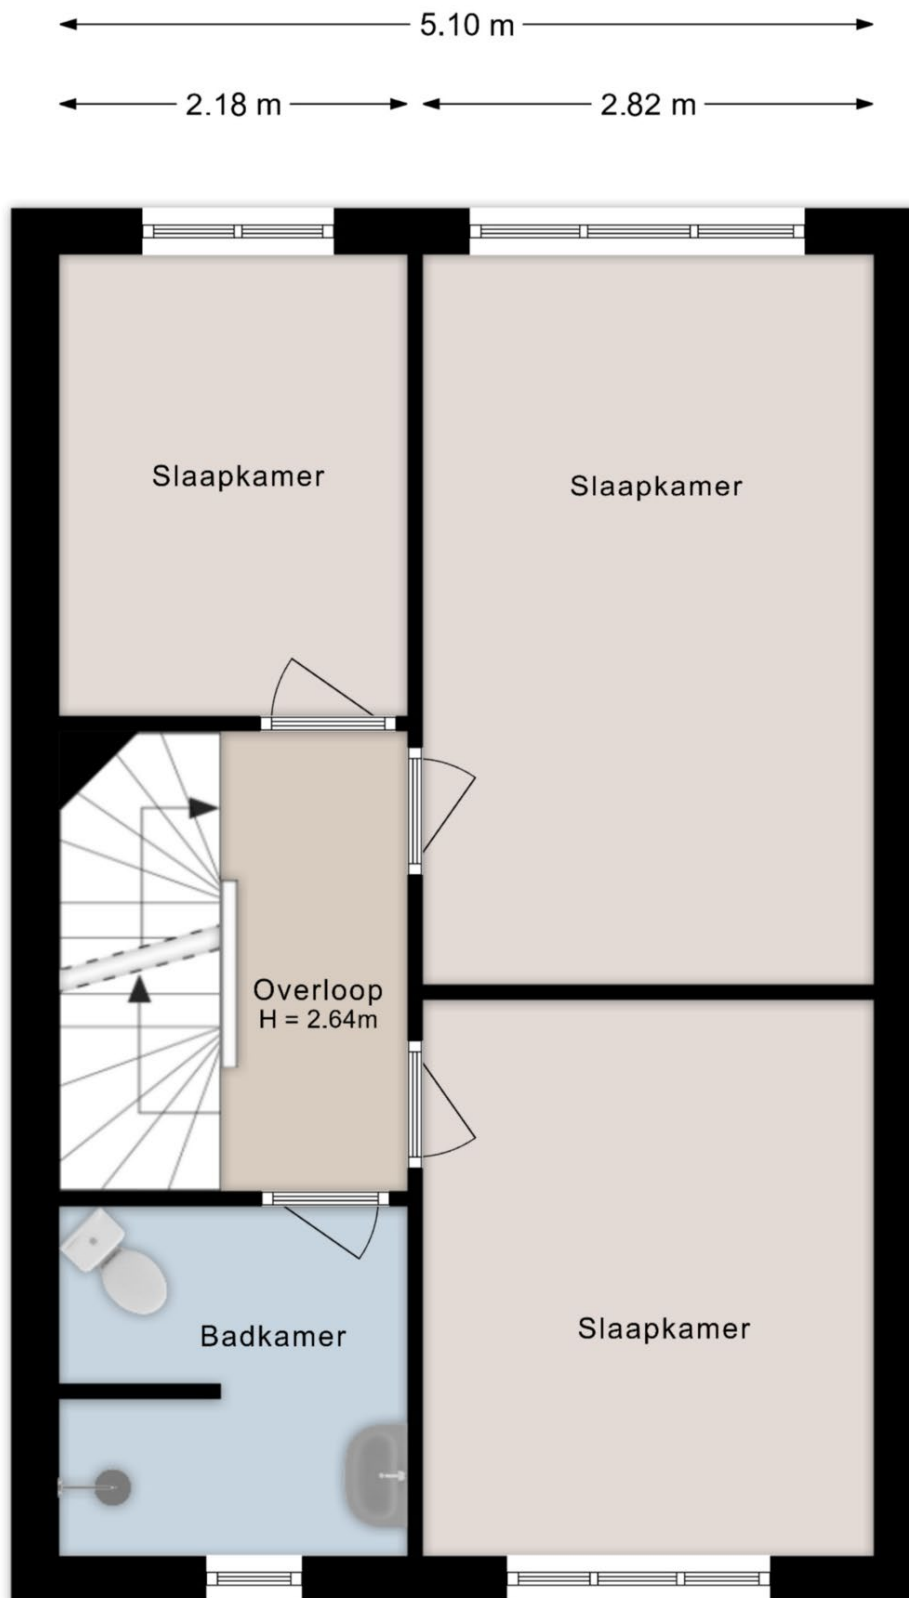 5.10 m
2.18 m
2.82 m
Slaapkamer
Slaapkamer
Overloop
H = 2.64m
Badkamer
Slaapkamer